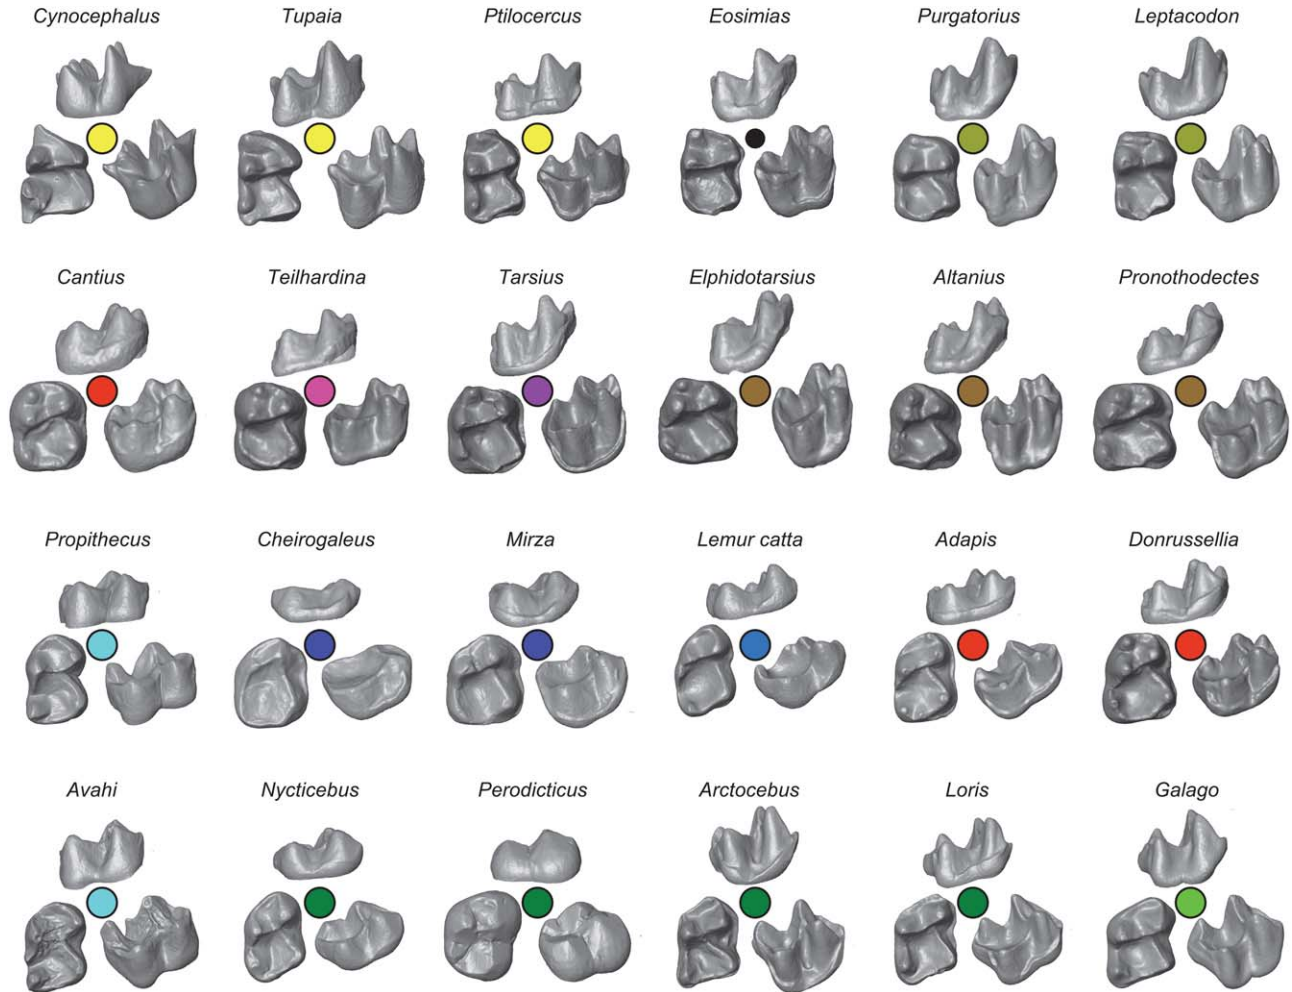 Cynocephalus Tupaia Ptilocercus Eosimias Purgatorius Leptacodon
Cantius Teilhardina Tarsius Elphidotarsius Altanius Pronothodectes
Propithecus Cheirogaleus Mirza Lemur catta Adapis Donrussellia
Avahi Nycticebus Perodicticus Arctocebus Loris Galago